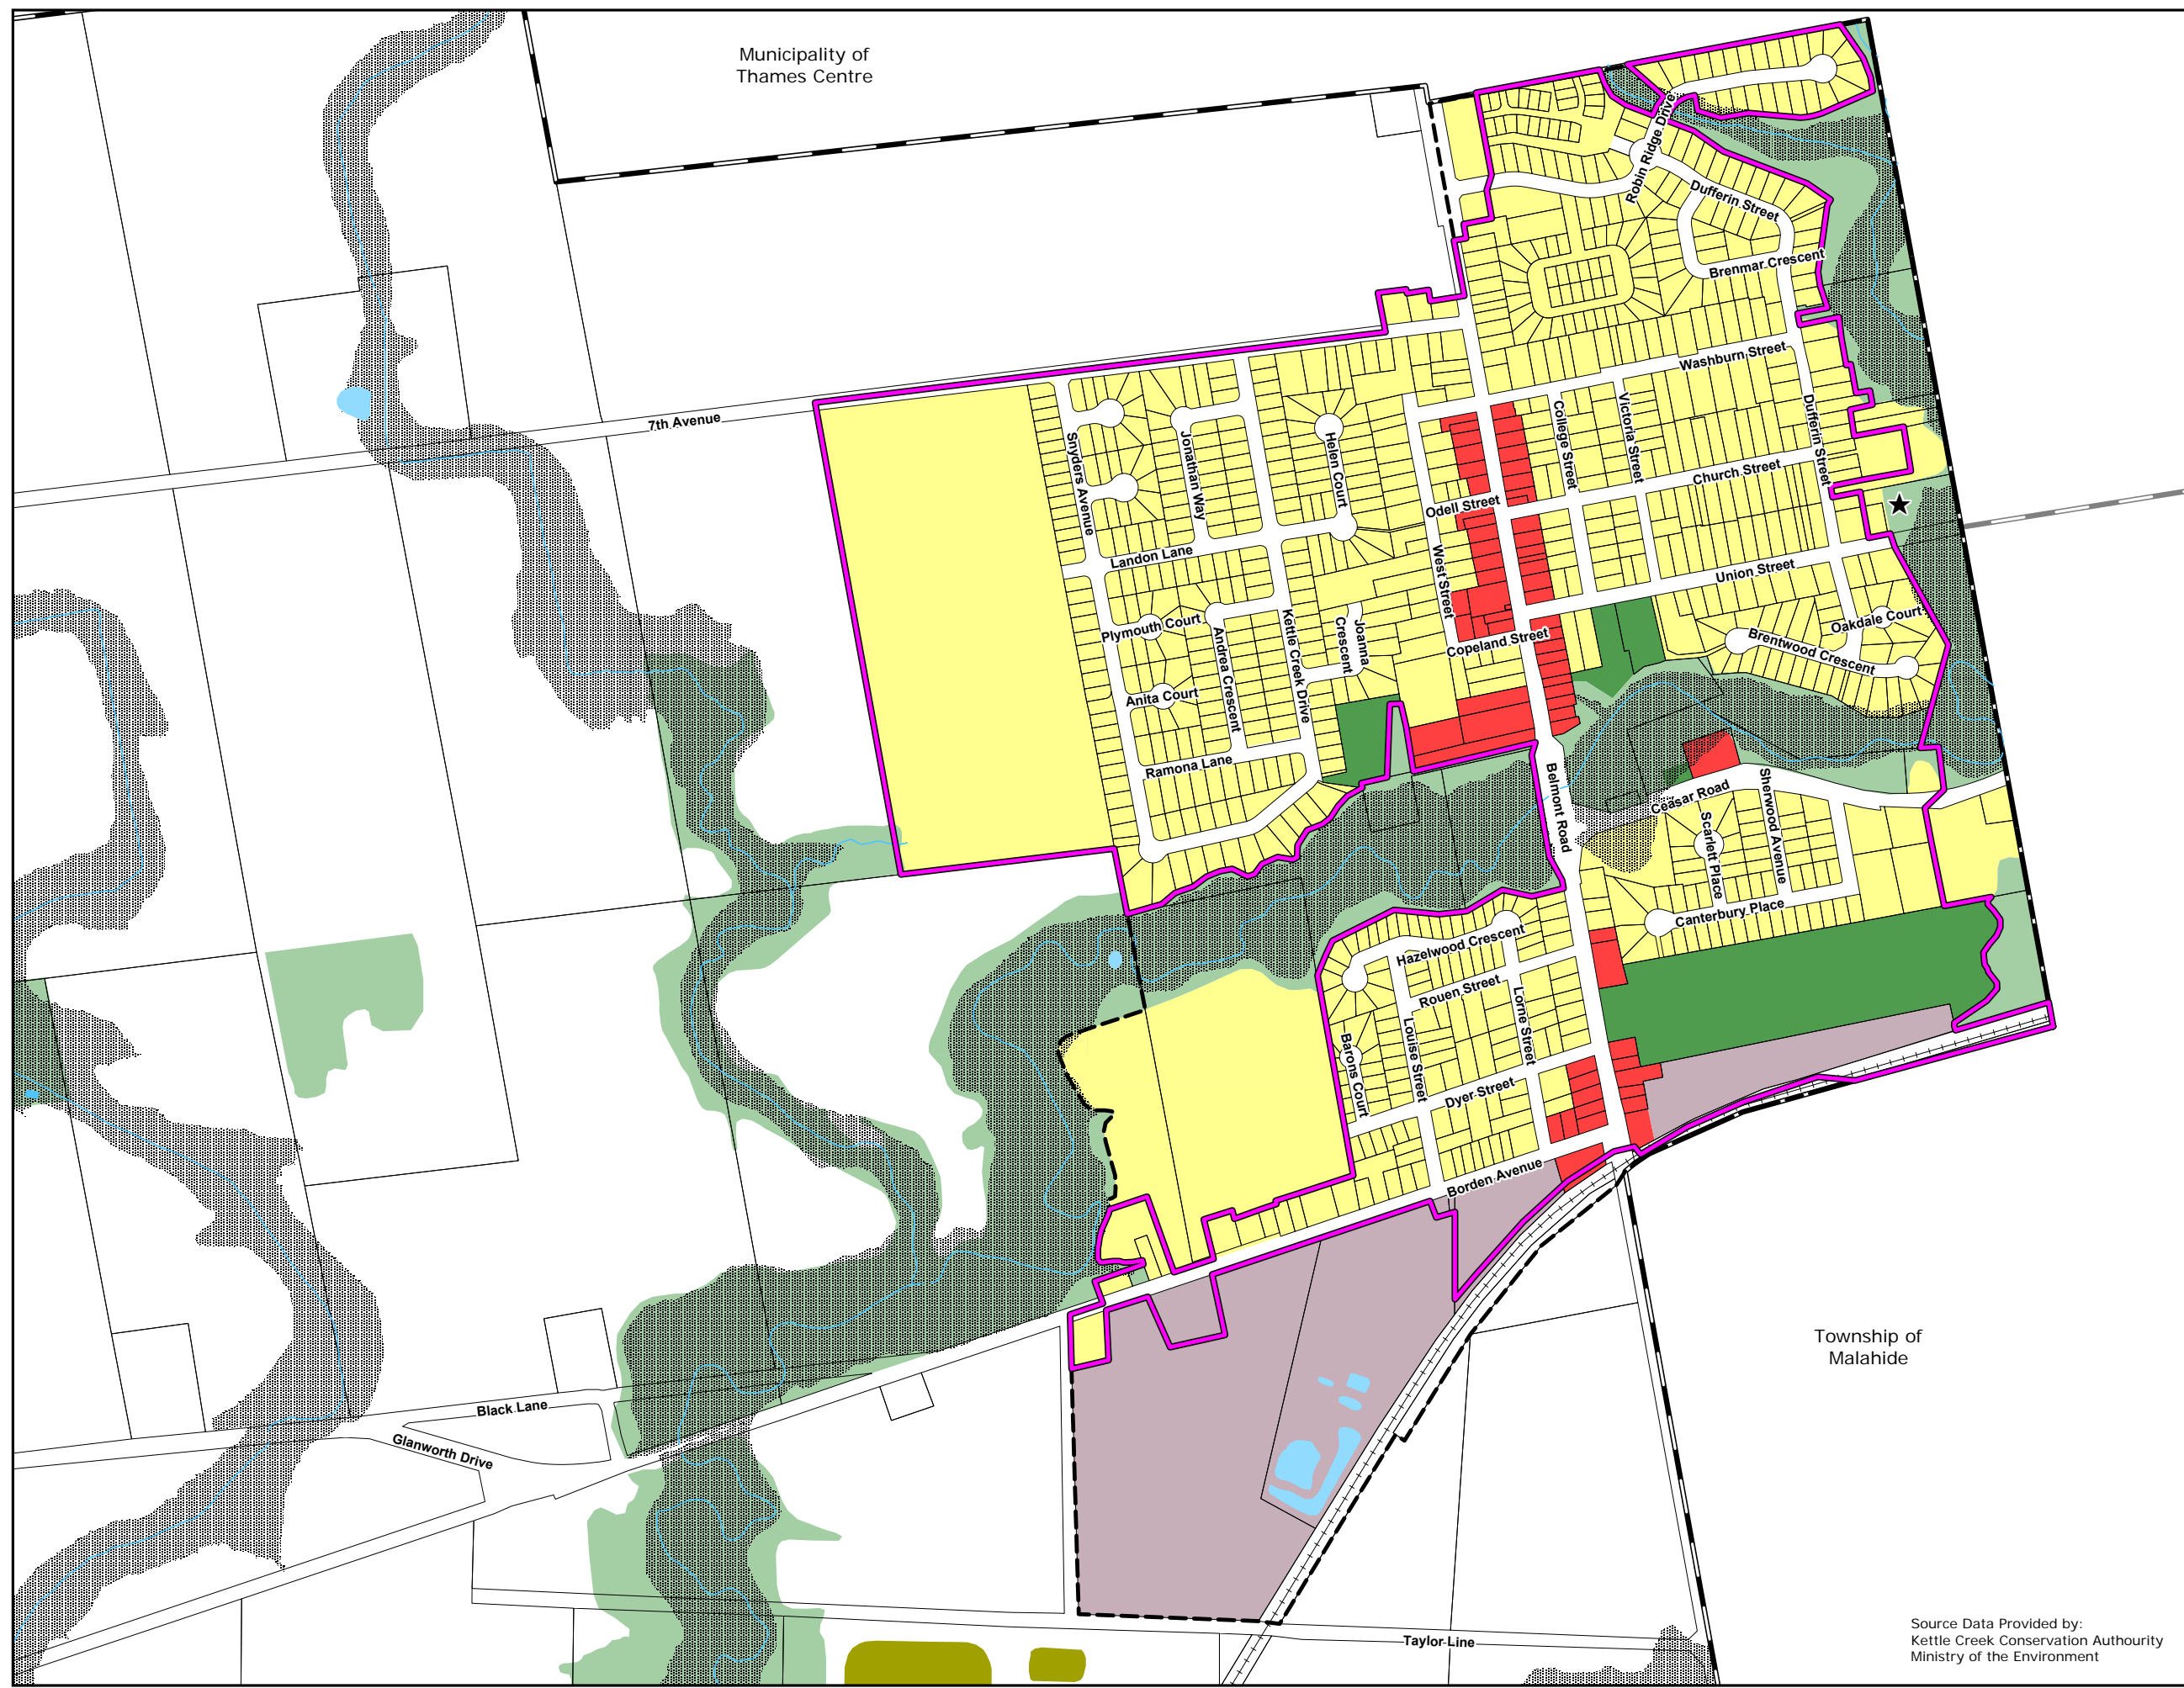 Municipality of
Thames Centre
Robin Ridge Drive
Dufferin Street
Brenmar Crescent
Washburn Street
7th Avenue
Snyders Avenue
Jonathan Way
Helen Court
College Street
Victoria Street
Dufferin Street
Church Street
Odell Street
West Street
Landon Lane
Union Street
Plymouth Court
Andrea Crescent
Kettle Creek Drive
Joanna
Crescent
Copeland Street
Oakdale Court
Brentwood Crescent
Anita Court
Ramona Lane
Belmont Road
Ceasar Road
Sherwood Avenue
Scarlett Place
Canterbury Place
Hazelwood Crescent
Rouen Street
Lorne Street
Louise Street
Barons Court
Dyer Street
Borden Avenue
Township of
Malahide
Black Lane
Glanworth Drive
Taylor Line
Source Data Provided by:
Kettle Creek Conservation Authourity
Ministry of the Environment